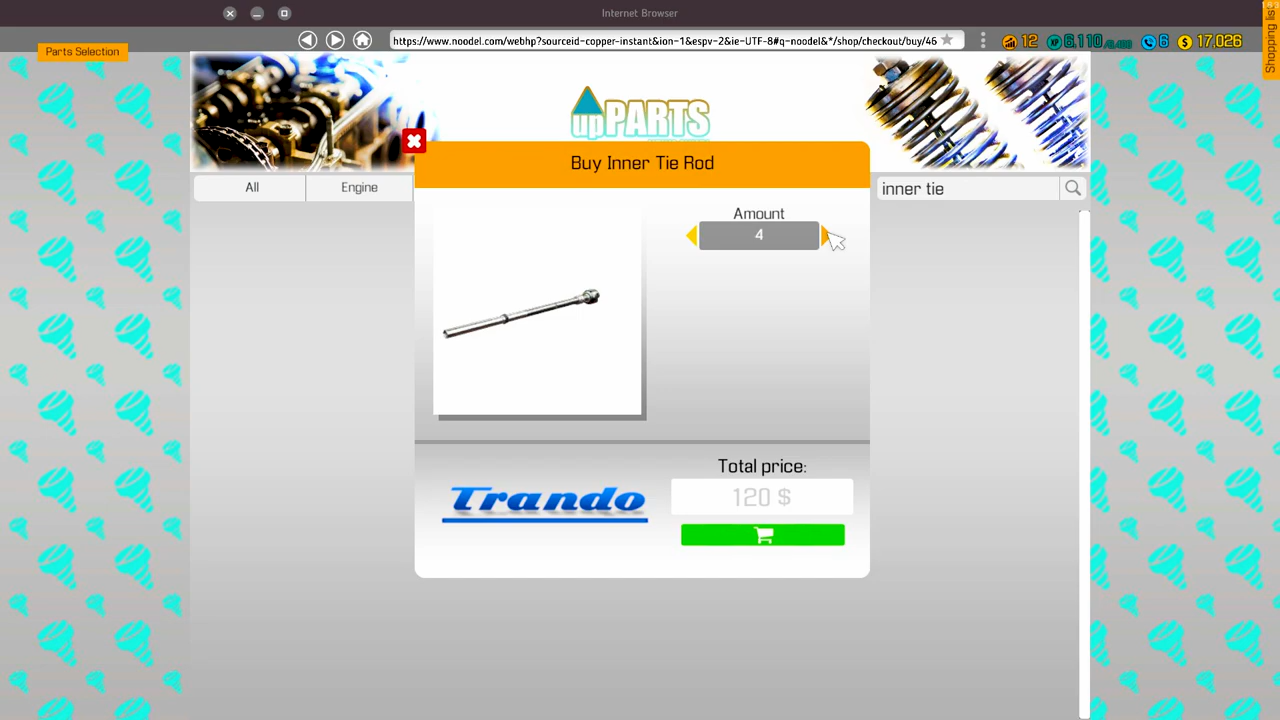 Internet Browser
Parts Selection
https://www.noodel.com/webhp?sourceid-copper-instant&ion-1&espv-2&ie-UTF-8#q-noodel&*/shop/checkout/buy/46
12
XP
6,110
6
$
17,026
Shopping list
upPARTS
Buy Inner Tie Rod
All
Engine
inner tie
Amount
4
Trando
Total price:
120 $